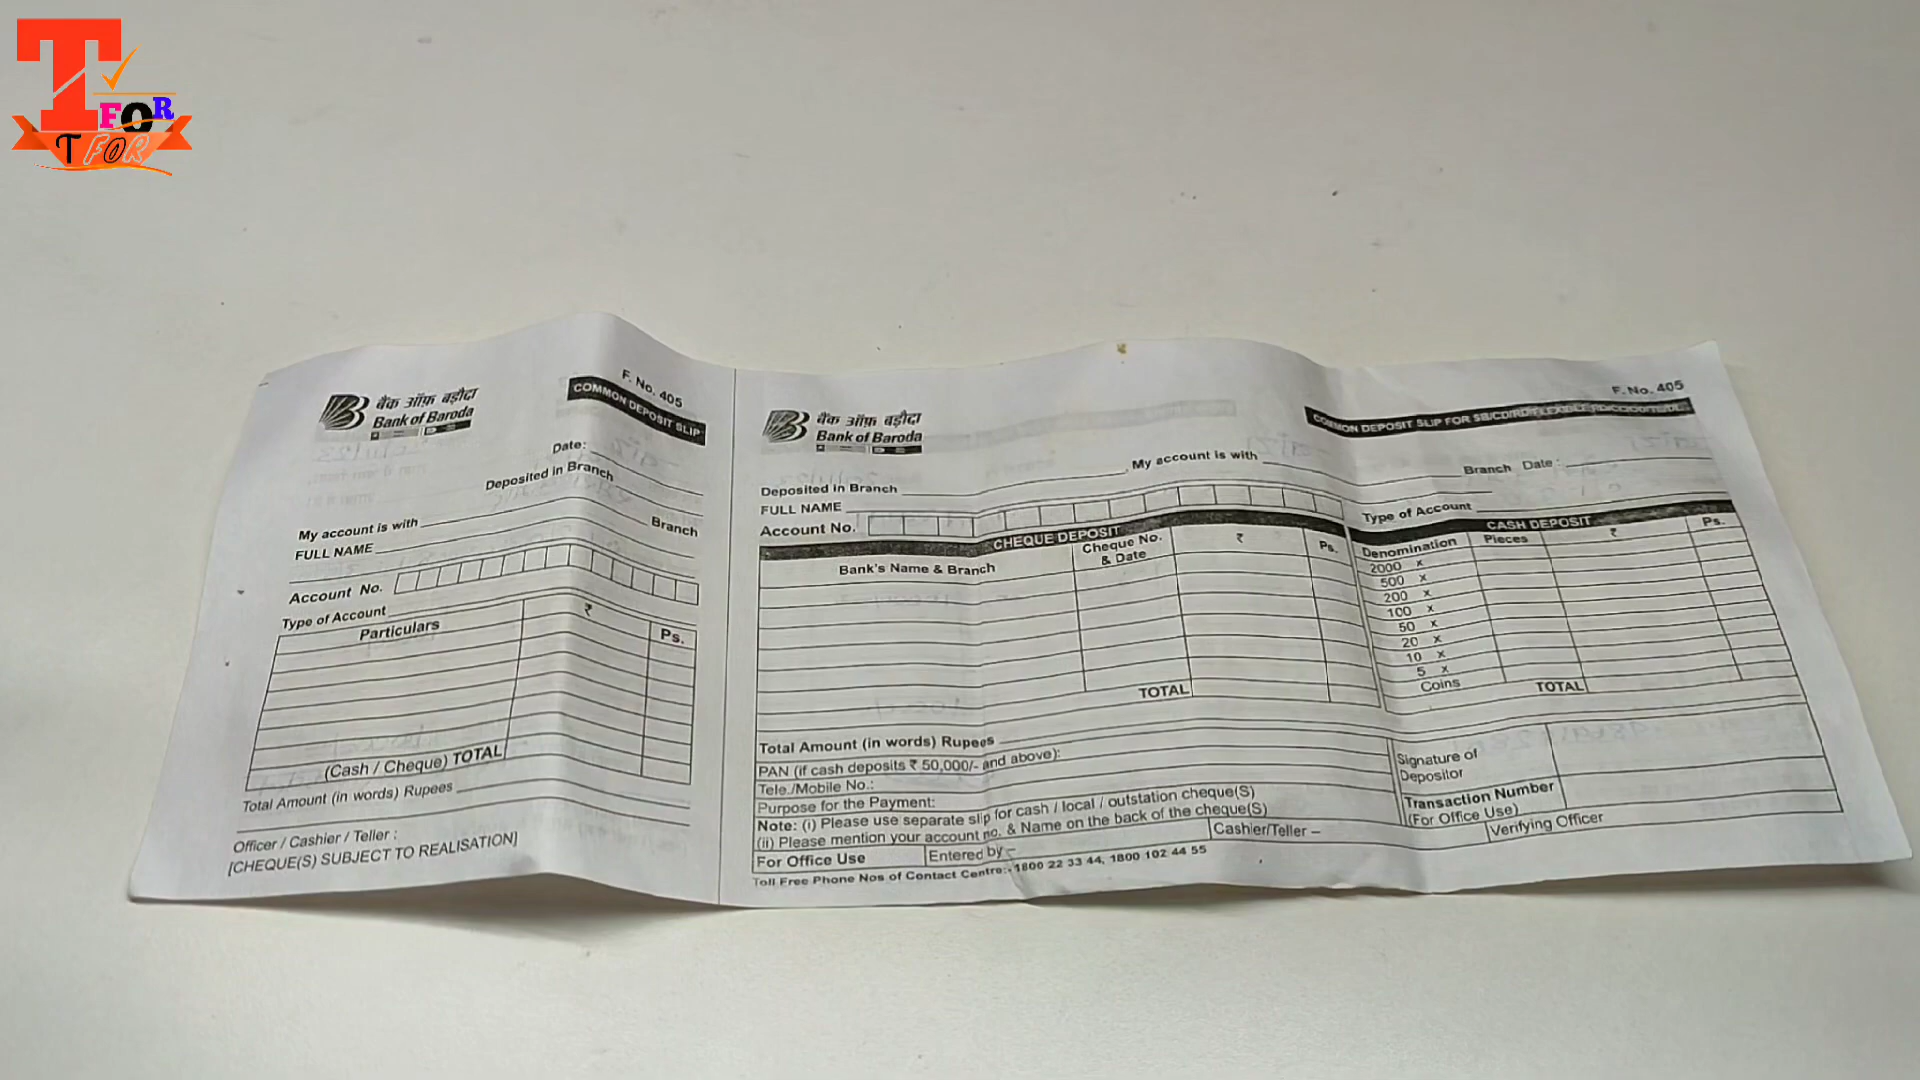 T
FOR
T FOR
बैंक ऑफ़ बड़ौदा
Bank of Baroda
F. No. 405
COMMON DEPOSIT SLIP
Date:
Deposited in Branch
My account is with Branch
FULL NAME
Account No.
Type of Account
Particulars ₹ Ps.
(Cash / Cheque) TOTAL
Total Amount (in words) Rupees
Officer / Cashier / Teller :
[CHEQUE(S) SUBJECT TO REALISATION]
बैंक ऑफ़ बड़ौदा
Bank of Baroda
F. No. 405
COMMON DEPOSIT SLIP FOR
Deposited in Branch , My account is with Branch Date :
FULL NAME
Account No. Type of Account
CHEQUE DEPOSIT
Bank's Name & Branch Cheque No. & Date ₹ Ps.
TOTAL
CASH DEPOSIT
Denomination Pieces ₹ Ps.
2000 x
500 x
200 x
100 x
50 x
20 x
10 x
5 x
Coins TOTAL
Total Amount (in words) Rupees
PAN (if cash deposits ₹ 50,000/- and above):
Tele./Mobile No.:
Purpose for the Payment:
Note: (i) Please use separate slip for cash / local / outstation cheque(S)
(ii) Please mention your account no. & Name on the back of the cheque(S)
Signature of Depositor
Transaction Number
(For Office Use)
For Office Use Entered by – Cashier/Teller – Verifying Officer
Toll Free Phone Nos of Contact Centre:- 1800 22 33 44, 1800 102 44 55